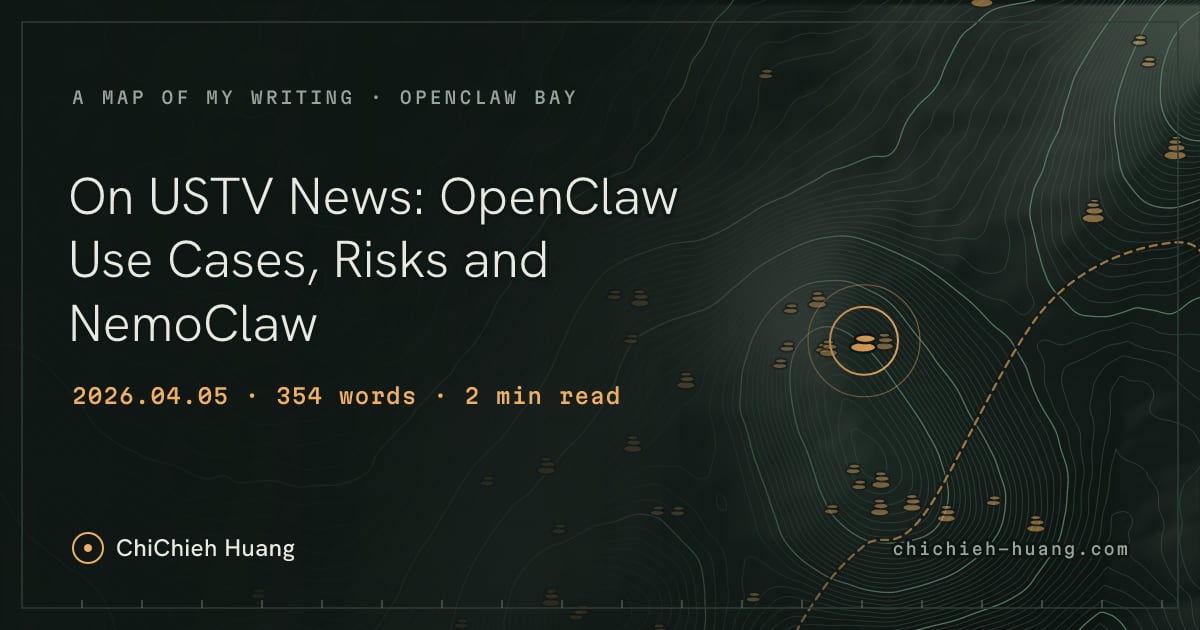 A MAP OF MY WRITING · OPENCLAW BAY
On USTV News: OpenClaw
Use Cases, Risks and
NemoClaw
2026.04.05 · 354 words · 2 min read
ChiChieh Huang
chichieh-huang.com